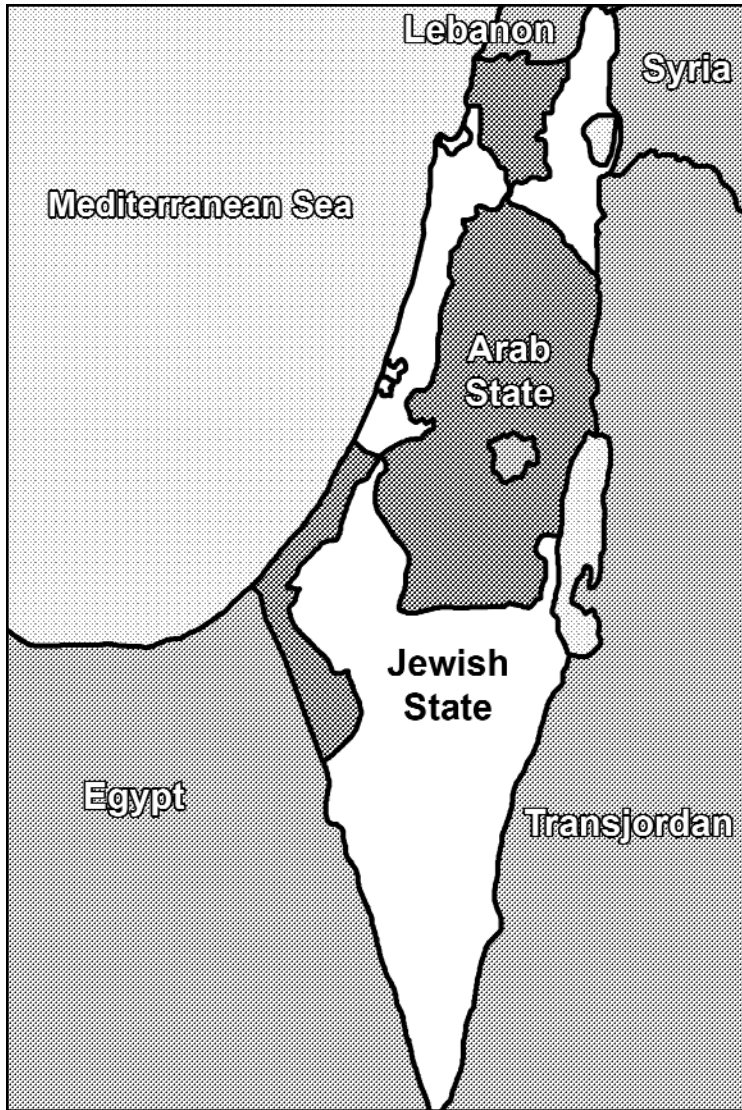 Lebanon
Syria
Mediterranean Sea
Arab
State
Jewish
State
Egypt
Transjordan